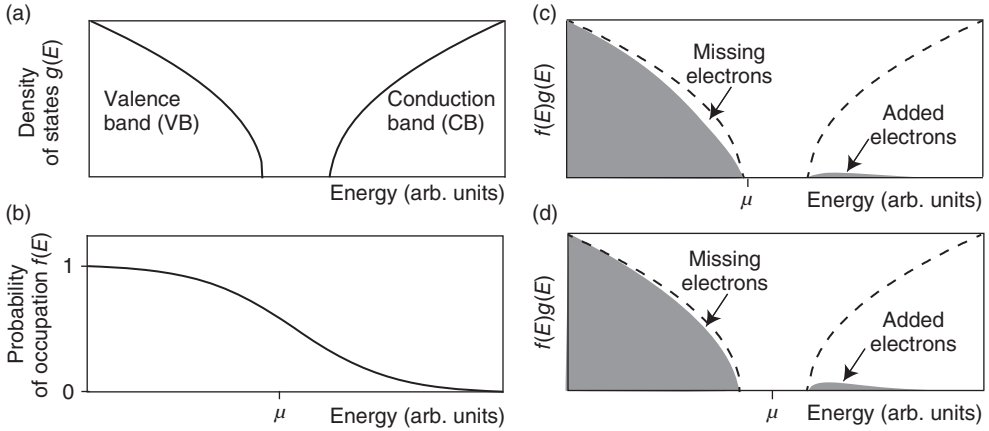 (a)
Density
of states g(E)
Valence
band (VB)
Conduction
band (CB)
Energy (arb. units)
(b)
Probability
of occupation f(E)
1
0
μ
Energy (arb. units)
(c)
f(E)g(E)
Missing
electrons
Added
electrons
μ
Energy (arb. units)
(d)
f(E)g(E)
Missing
electrons
Added
electrons
μ
Energy (arb. units)